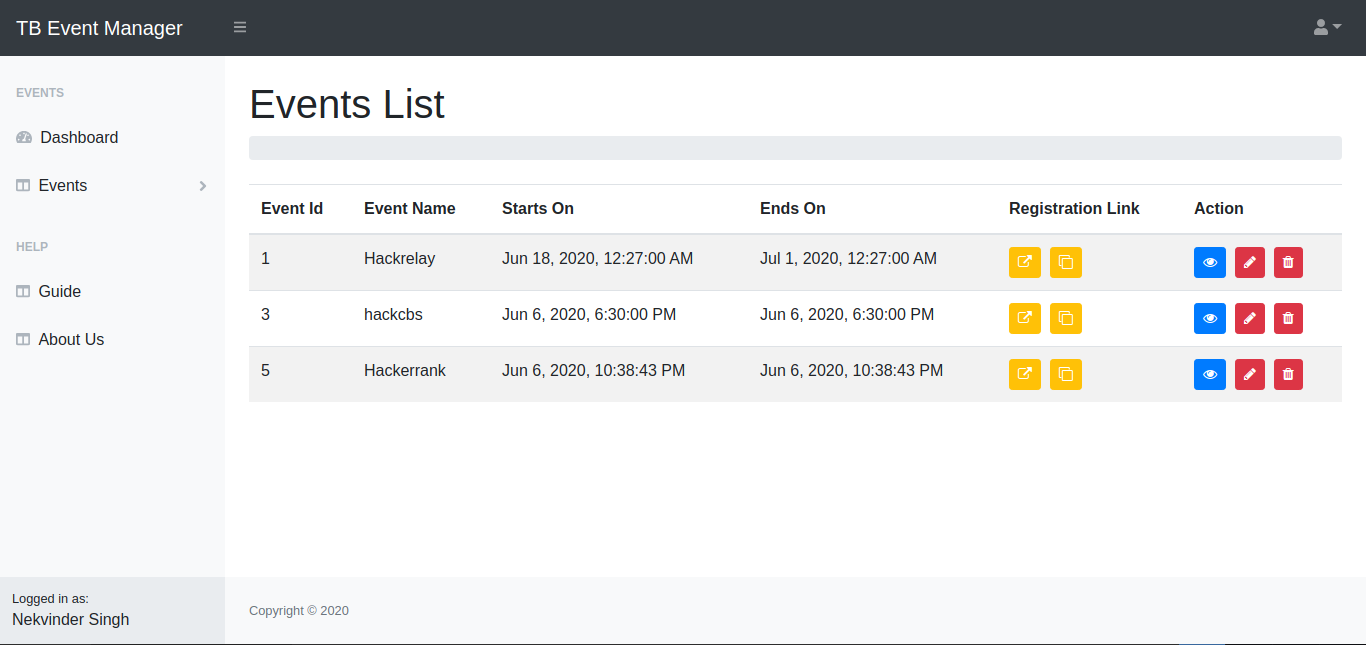 TB Event Manager
EVENTS
Dashboard
Events
HELP
Guide
About Us
Logged in as:
Nekvinder Singh
Events List
Event Id Event Name Starts On Ends On Registration Link Action
1 Hackrelay Jun 18, 2020, 12:27:00 AM Jul 1, 2020, 12:27:00 AM
3 hackcbs Jun 6, 2020, 6:30:00 PM Jun 6, 2020, 6:30:00 PM
5 Hackerrank Jun 6, 2020, 10:38:43 PM Jun 6, 2020, 10:38:43 PM
Copyright © 2020